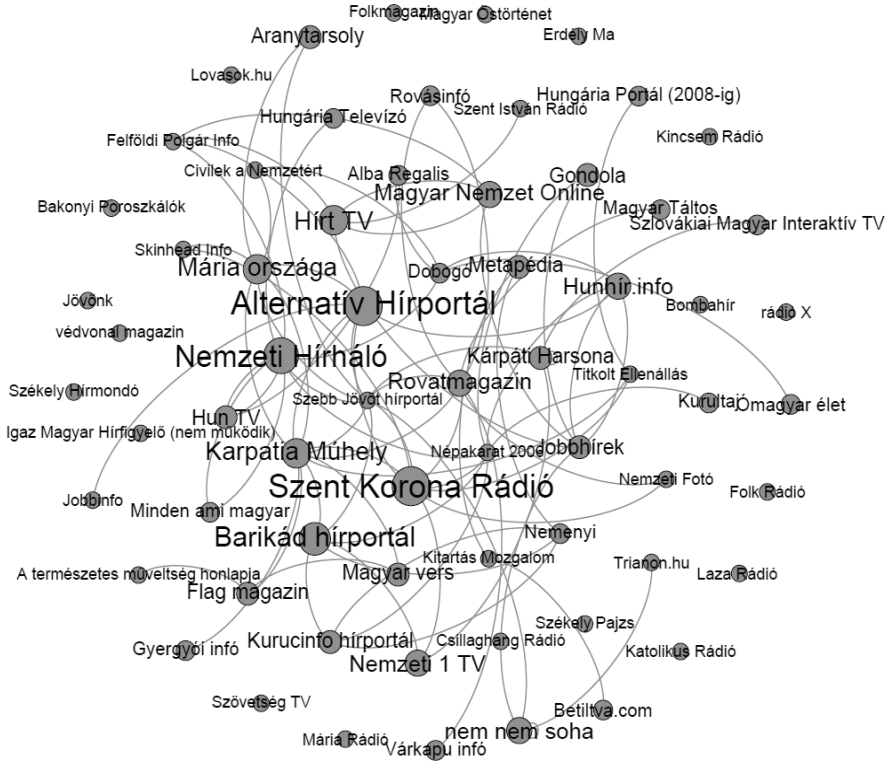 Folkmagazin
Magyar Őstörténet
Aranytarsoly
Erdély Ma
Lovasok.hu
Rovásinfó
Hungária Portál (2008-ig)
Hungária Televízó
Szent István Rádió
Felföldi Polgár Info
Kincsem Rádió
Civilek a Nemzetért
Alba Regalis
Gondola
Magyar Nemzet Online
Bakonyi Poroszkálók
Magyar Táltos
Hírt TV
Szlovákiai Magyar Interaktív TV
Skinhead Info
Mária országa
Dobogó
Metapédia
Hunhír.info
Jövőnk
Alternatív Hírportál
Bombahír
rádió X
védvonal magazin
Nemzeti Hírháló
Kárpáti Harsona
Rovatmagazin
Titkolt Ellenállás
Székely Hírmondó
Szebb Jövőt hírportál
Kurultaj
Ómagyar élet
Hun TV
Igaz Magyar Hírfigyelő (nem működik)
Karpatia Műhely
Népakarat 2006
Jobbhírek
Szent Korona Rádió
Nemzeti Fotó
Folk Rádió
Jobbinfo
Minden ami magyar
Barikád hírportál
Nemenyi
Kitartás Mozgalom
Trianon.hu
A természetes műveltség honlapja
Magyar vers
Laza Rádió
Flag magazin
Székely Pajzs
Gyergyói infó
Kurucinfo hírportál
Csillaghang Rádió
Katolikus Rádió
Nemzeti 1 TV
Szövetség TV
Betiltva.com
nem nem soha
Mária Rádió
Várkapu infó